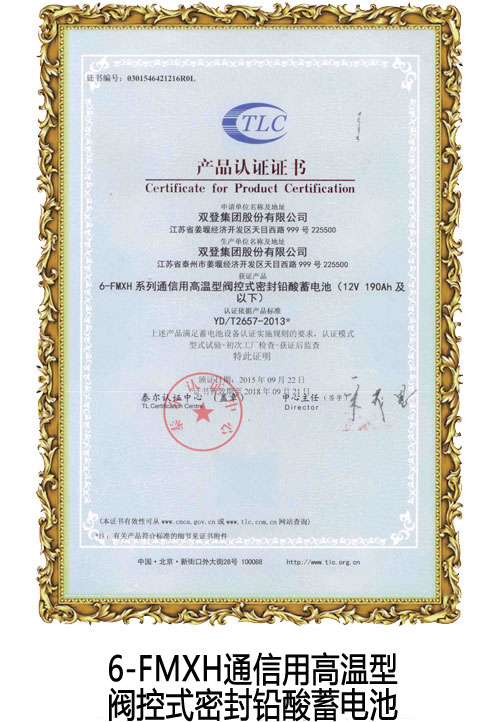 证书编号：0301546421216R0L
TLC
产品认证证书
Certificate for Product Certification
申请单位名称及地址
双登集团股份有限公司
江苏省姜堰经济开发区天目西路 999 号 225500
生产单位名称及地址
双登集团股份有限公司
江苏省泰州市姜堰经济开发区天目西路 999 号 225500
获证产品
6-FMXH 系列通信用高温型阀控式密封铅酸蓄电池（12V 190Ah 及
以下）
认证依据产品标准
YD/T2657-2013*
上述产品满足蓄电池设备认证实施规则的要求，认证模式
型式试验+初次工厂检查+获证后监查
特此证明
颁证日期：2015 年 09 月 22 日
证书有效期至 2018 年 09 月 21 日
泰尔认证中心 （盖章）
TL Certification Centre
中心主任（签字）
Director
(本证书有效性可从 www.cnca.gov.cn 或 www.tlc.com.cn 网站查询)
*注：有关产品符合标准的细节见证书附件
中国·北京·新街口外大街28号 100088
http://www.tlc.org.cn
6-FMXH通信用高温型
阀控式密封铅酸蓄电池